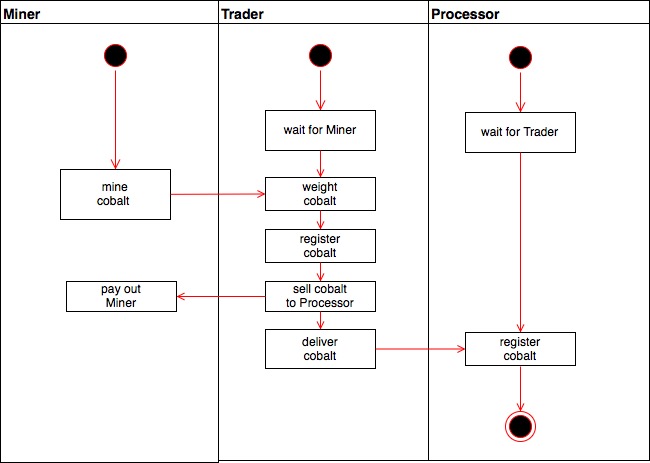 Miner
Trader
Processor
wait for Miner
wait for Trader
mine
cobalt
weight
cobalt
register
cobalt
pay out
Miner
sell cobalt
to Processor
deliver
cobalt
register
cobalt